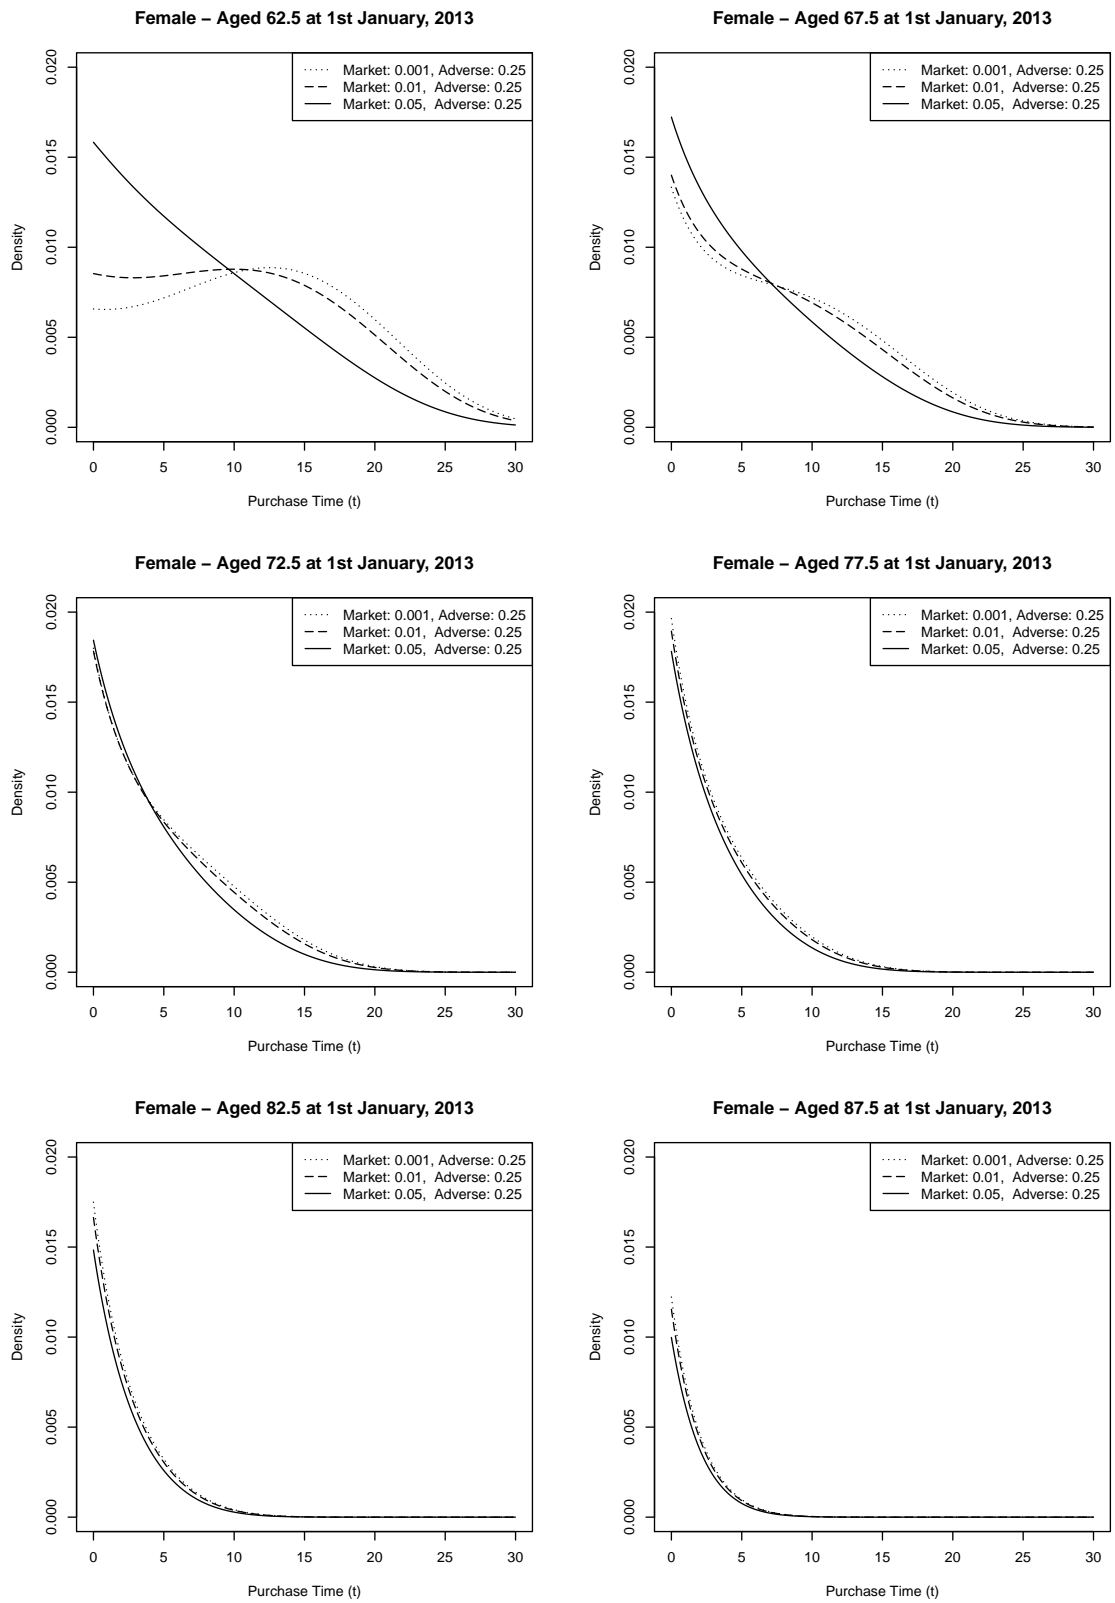 Female – Aged 62.5 at 1st January, 2013
Market: 0.001, Adverse: 0.25
Market: 0.01, Adverse: 0.25
Market: 0.05, Adverse: 0.25
Density
0.000 0.005 0.010 0.015 0.020
0 5 10 15 20 25 30
Purchase Time (t)
Female – Aged 67.5 at 1st January, 2013
Market: 0.001, Adverse: 0.25
Market: 0.01, Adverse: 0.25
Market: 0.05, Adverse: 0.25
Density
0.000 0.005 0.010 0.015 0.020
0 5 10 15 20 25 30
Purchase Time (t)
Female – Aged 72.5 at 1st January, 2013
Market: 0.001, Adverse: 0.25
Market: 0.01, Adverse: 0.25
Market: 0.05, Adverse: 0.25
Density
0.000 0.005 0.010 0.015 0.020
0 5 10 15 20 25 30
Purchase Time (t)
Female – Aged 77.5 at 1st January, 2013
Market: 0.001, Adverse: 0.25
Market: 0.01, Adverse: 0.25
Market: 0.05, Adverse: 0.25
Density
0.000 0.005 0.010 0.015 0.020
0 5 10 15 20 25 30
Purchase Time (t)
Female – Aged 82.5 at 1st January, 2013
Market: 0.001, Adverse: 0.25
Market: 0.01, Adverse: 0.25
Market: 0.05, Adverse: 0.25
Density
0.000 0.005 0.010 0.015 0.020
0 5 10 15 20 25 30
Purchase Time (t)
Female – Aged 87.5 at 1st January, 2013
Market: 0.001, Adverse: 0.25
Market: 0.01, Adverse: 0.25
Market: 0.05, Adverse: 0.25
Density
0.000 0.005 0.010 0.015 0.020
0 5 10 15 20 25 30
Purchase Time (t)